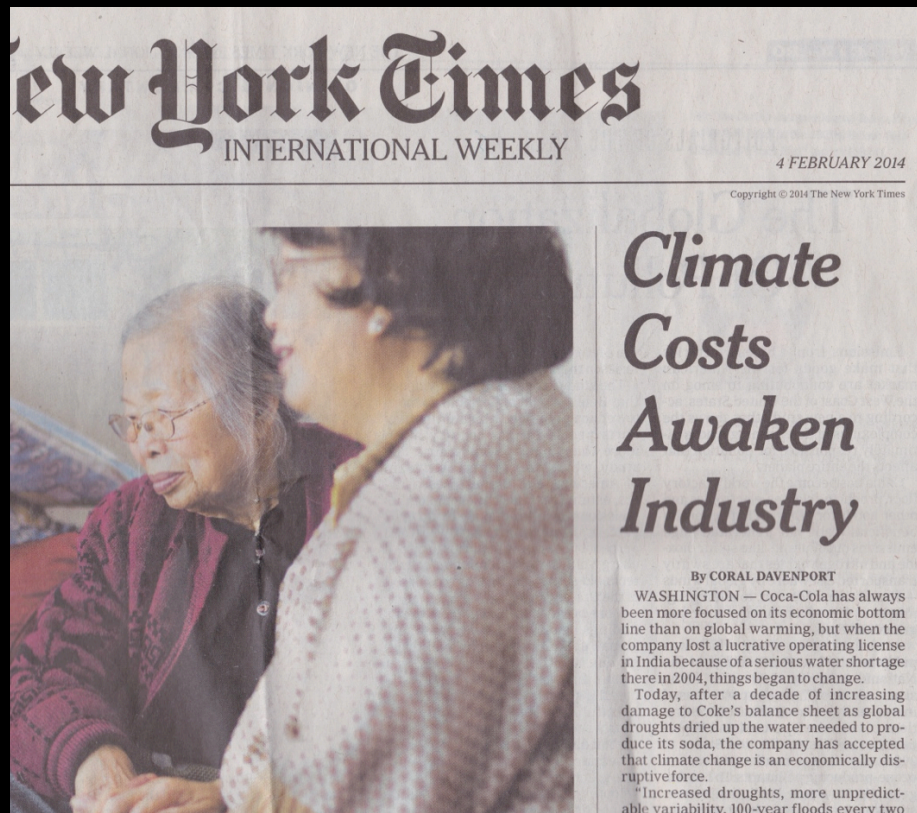 ew York Times
INTERNATIONAL WEEKLY
4 FEBRUARY 2014
Copyright © 2014 The New York Times
Climate
Costs
Awaken
Industry
By CORAL DAVENPORT
WASHINGTON — Coca-Cola has always
been more focused on its economic bottom
line than on global warming, but when the
company lost a lucrative operating license
in India because of a serious water shortage
there in 2004, things began to change.
Today, after a decade of increasing
damage to Coke's balance sheet as global
droughts dried up the water needed to pro-
duce its soda, the company has accepted
that climate change is an economically dis-
ruptive force.
“Increased droughts, more unpredict-
able variability, 100-year floods every two